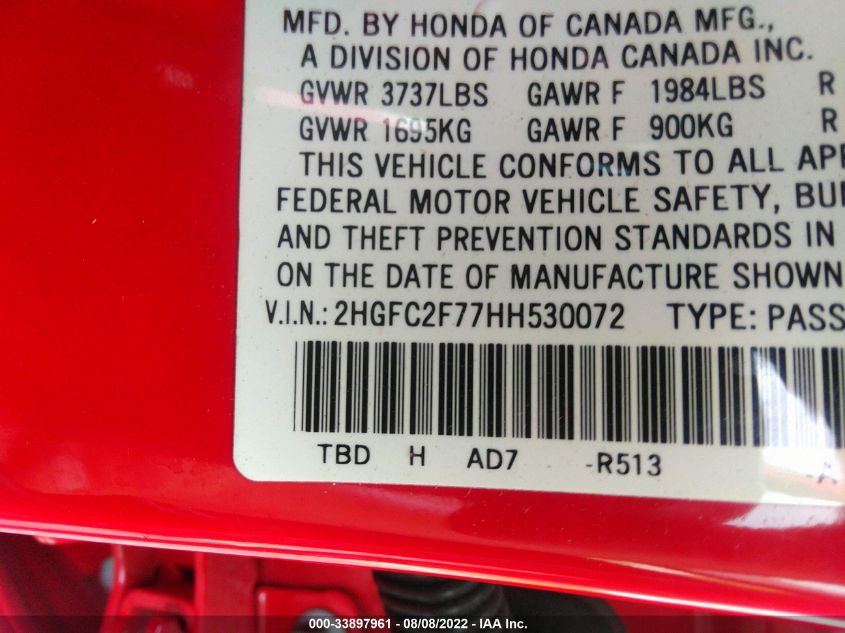 MFD. BY HONDA OF CANADA MFG.,
A DIVISION OF HONDA CANADA INC.
GVWR 3737LBS GAWR F 1984LBS R
GVWR 1695KG GAWR F 900KG R
THIS VEHICLE CONFORMS TO ALL APP
FEDERAL MOTOR VEHICLE SAFETY, BUM
AND THEFT PREVENTION STANDARDS IN
ON THE DATE OF MANUFACTURE SHOWN
V.I.N.: 2HGFC2F77HH530072 TYPE: PASS
TBD H AD7 -R513 -A
000-33897961 - 08/08/2022 - IAA Inc.